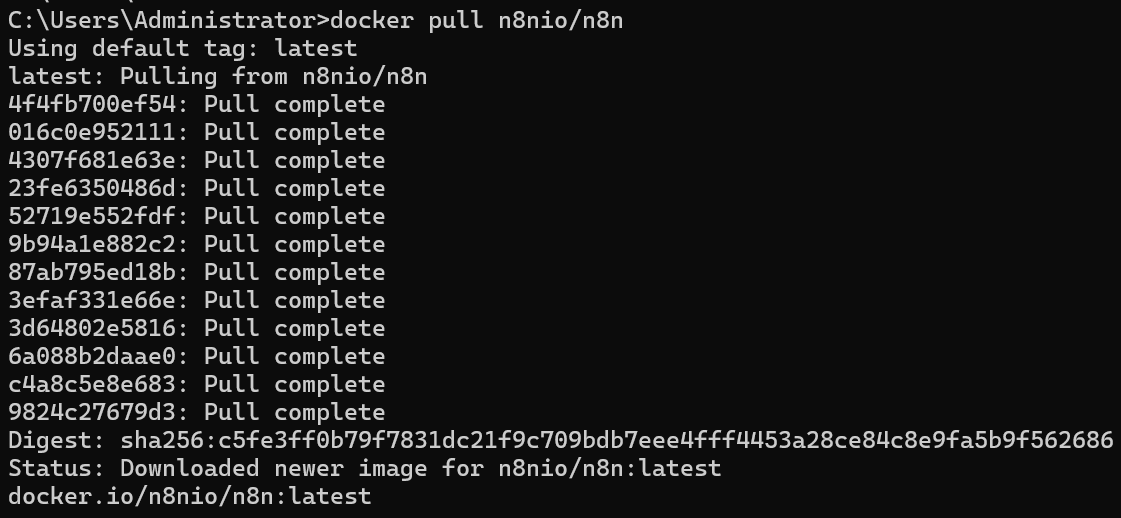 C:\Users\Administrator>docker pull n8nio/n8n
Using default tag: latest
latest: Pulling from n8nio/n8n
4f4fb700ef54: Pull complete
016c0e952111: Pull complete
4307f681e63e: Pull complete
23fe6350486d: Pull complete
52719e552fdf: Pull complete
9b94a1e882c2: Pull complete
87ab795ed18b: Pull complete
3efaf331e66e: Pull complete
3d64802e5816: Pull complete
6a088b2daae0: Pull complete
c4a8c5e8e683: Pull complete
9824c27679d3: Pull complete
Digest: sha256:c5fe3ff0b79f7831dc21f9c709bdb7eee4fff4453a28ce84c8e9fa5b9f562686
Status: Downloaded newer image for n8nio/n8n:latest
docker.io/n8nio/n8n:latest